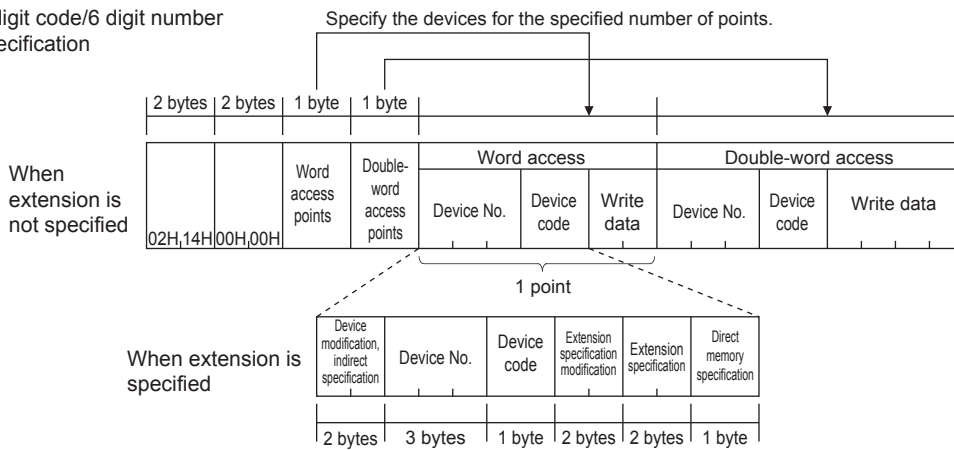 digit code/6 digit number
ecification
Specify the devices for the specified number of points.
2 bytes 2 bytes 1 byte 1 byte
When
extension is
not specified
02H 14H 00H 00H
Word
access
points
Double-
word
access
points
Word access
Device No.
Device
code
Write
data
Double-word access
Device No.
Device
code
Write data
1 point
When extension is
specified
Device
modification,
indirect
specification
Device No.
Device
code
Extension
specification
modification
Extension
specification
Direct
memory
specification
2 bytes 3 bytes 1 byte 2 bytes 2 bytes 1 byte